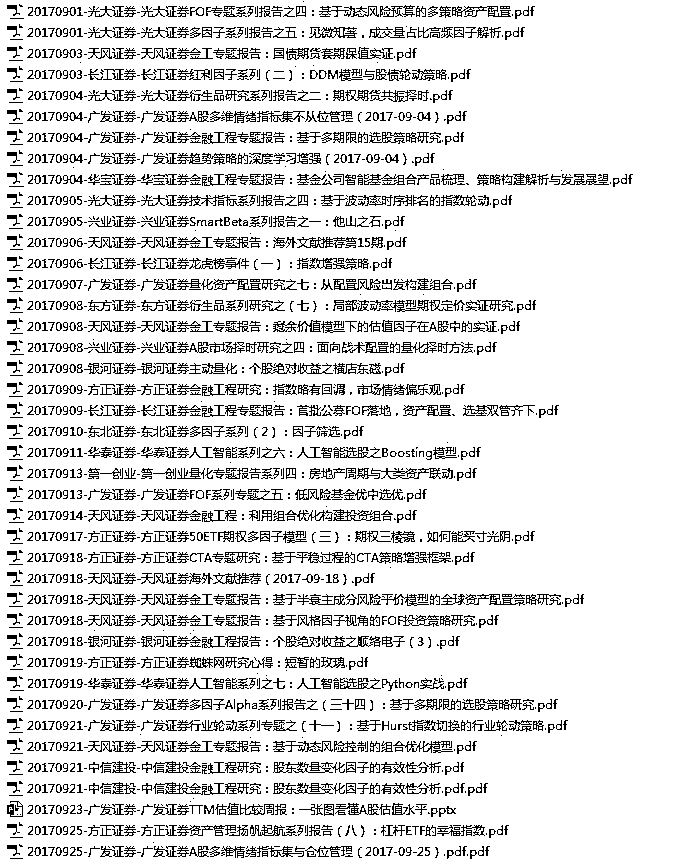 20170901-光大证券-光大证券FOF专题系列报告之四：基于动态风险预算的多策略资产配置.pdf
20170901-光大证券-光大证券多因子系列报告之五：见微知著，成交量占比高频因子解析.pdf
20170903-天风证券-天风证券金工专题报告：国债期货套期保值实证.pdf
20170903-长江证券-长江证券红利因子系列（二）：DDM模型与股债轮动策略.pdf
20170904-光大证券-光大证券衍生品研究系列报告之二：期权期货共振择时.pdf
20170904-广发证券-广发证券A股多维情绪指标集不从位管理（2017-09-04）.pdf
20170904-广发证券-广发证券金融工程专题报告：基于多期限的选股策略研究.pdf
20170904-广发证券-广发证券趋势策略的深度学习增强（2017-09-04）.pdf
20170904-华宝证券-华宝证券金融工程专题报告：基金公司智能基金组合产品梳理、策略构建解析与发展展望.pdf
20170905-光大证券-光大证券技术指标系列报告之四：基于波动率时序排名的指数轮动.pdf
20170905-兴业证券-兴业证券SmartBeta系列报告之一：他山之石.pdf
20170906-天风证券-天风证券金工专题报告：海外文献推荐第15期.pdf
20170906-长江证券-长江证券龙虎榜事件（一）：指数增强策略.pdf
20170907-广发证券-广发证券量化资产配置研究之七：从配置风险出发构建组合.pdf
20170908-东方证券-东方证券衍生品系列研究之（七）：局部波动率模型期权定价实证研究.pdf
20170908-天风证券-天风证券金工专题报告：剩余价值模型下的估值因子在A股中的实证.pdf
20170908-兴业证券-兴业证券A股市场择时研究之四：面向战术配置的量化择时方法.pdf
20170908-银河证券-银河证券主动量化：个股绝对收益之横店东磁.pdf
20170909-方正证券-方正证券金融工程研究：指数略有回调，市场情绪偏乐观.pdf
20170909-长江证券-长江证券金融工程专题报告：首批公募FOF落地，资产配置、选基双管齐下.pdf
20170910-东北证券-东北证券多因子系列（2）：因子筛选.pdf
20170911-华泰证券-华泰证券人工智能系列之六：人工智能选股之Boosting模型.pdf
20170913-第一创业-第一创业量化专题报告系列四：房地产周期与大类资产联动.pdf
20170913-广发证券-广发证券FOF系列专题之五：低风险基金优中选优.pdf
20170914-天风证券-天风证券金融工程：利用组合优化构建投资组合.pdf
20170917-方正证券-方正证券50ETF期权多因子模型（三）：期权三棱镜，如何能买寸光阴.pdf
20170918-方正证券-方正证券CTA专题研究：基于平稳过程的CTA策略增强框架.pdf
20170918-天风证券-天风证券海外文献推荐（2017-09-18）.pdf
20170918-天风证券-天风证券金工专题报告：基于半衰主成分风险平价模型的全球资产配置策略研究.pdf
20170918-天风证券-天风证券金工专题报告：基于风格因子视角的FOF投资策略研究.pdf
20170918-银河证券-银河证券金融工程报告：个股绝对收益之顺络电子（3）.pdf
20170919-方正证券-方正证券蜘蛛网研究心得：短暂的玫瑰.pdf
20170919-华泰证券-华泰证券人工智能系列之七：人工智能选股之Python实战.pdf
20170920-广发证券-广发证券多因子Alpha系列报告之（三十四）：基于多期限的选股策略研究.pdf
20170921-广发证券-广发证券行业轮动系列专题之（十一）：基于Hurst指数切换的行业轮动策略.pdf
20170921-天风证券-天风证券金工专题报告：基于动态风险控制的组合优化模型.pdf
20170921-中信建投-中信建投金融工程研究：股东数量变化因子的有效性分析.pdf
20170921-中信建投-中信建投金融工程研究：股东数量变化因子的有效性分析.pdf.pdf
20170923-广发证券-广发证券TTM估值比较周报：一张图看懂A股估值水平.pptx
20170925-方正证券-方正证券资产管理扬帆起航系列报告（八）：杠杆ETF的幸福指数.pdf
20170925-广发证券-广发证券A股多维情绪指标集与仓位管理（2017-09-25）.pdf.pdf